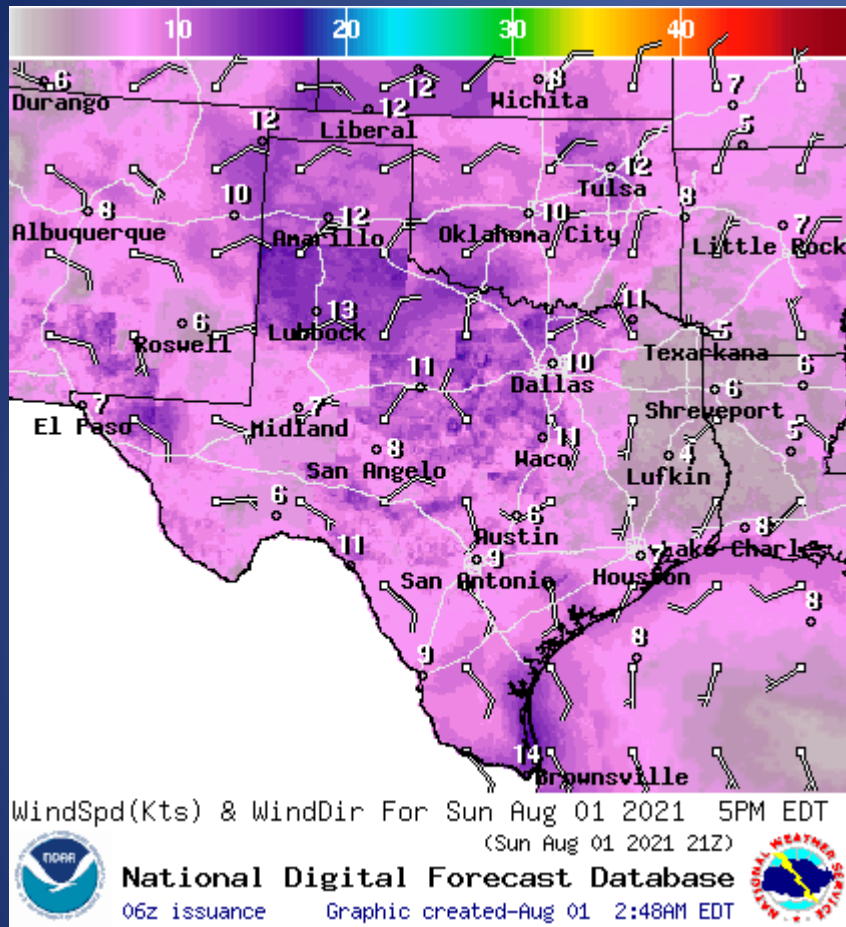 10 20 30 40
6 12 8 7
Durango Wichita
12
Liberal
12 5
12
Tulsa
8 10 12 10 8 7
Albuquerque Amarillo Oklahoma City Little Rock
6 13 11 5
Roswell Lubbock Texarkana
11 10 6 6
Dallas
7 7 Shreveport
El Paso Midland
8 11 4 5
San Angelo Waco Lufkin
6 6 8
Austin
11 9 7 Lake Charles
San Antonio Houston
8
9 8
14
Brownsville
WindSpd(Kts) & WindDir For Sun Aug 01 2021 5PM EDT
(Sun Aug 01 2021 21Z)
NOAA
National Digital Forecast Database
06z issuance Graphic created-Aug 01 2:48AM EDT
NATIONAL WEATHER SERVICE